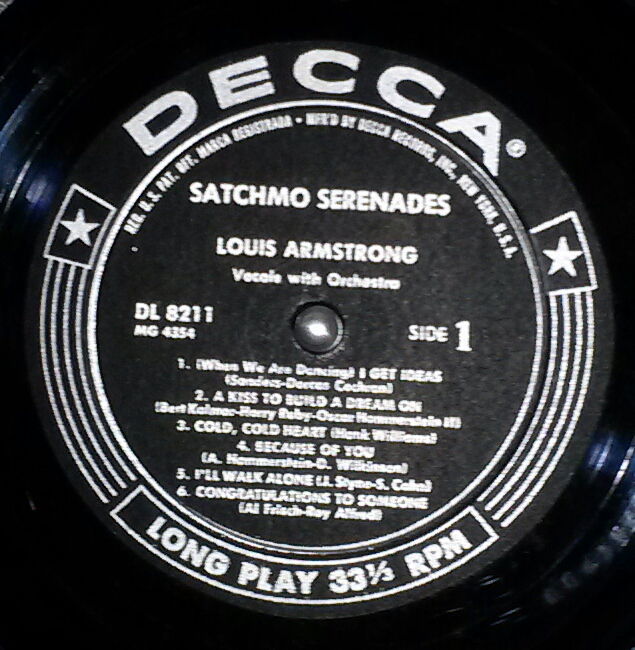 DECCA®
REG. U.S. PAT. OFF. MARCA REGISTRADA • MFR'D BY DECCA RECORDS, INC., NEW YORK, U.S.A.
SATCHMO SERENADES
LOUIS ARMSTRONG
Vocals with Orchestra
DL 8211
MG 4354
SIDE 1
1. (When We Are Dancing) I GET IDEAS
(Sanders-Dorcas Cochran)
2. A KISS TO BUILD A DREAM ON
(Bert Kalmar-Harry Ruby-Oscar Hammerstein II)
3. COLD, COLD HEART (Hank Williams)
4. BECAUSE OF YOU
(A. Hammerstein-D. Wilkinson)
5. I'LL WALK ALONE (J. Styne-S. Cahn)
6. CONGRATULATIONS TO SOMEONE
(Al Frisch-Roy Alfred)
LONG PLAY 33⅓ RPM